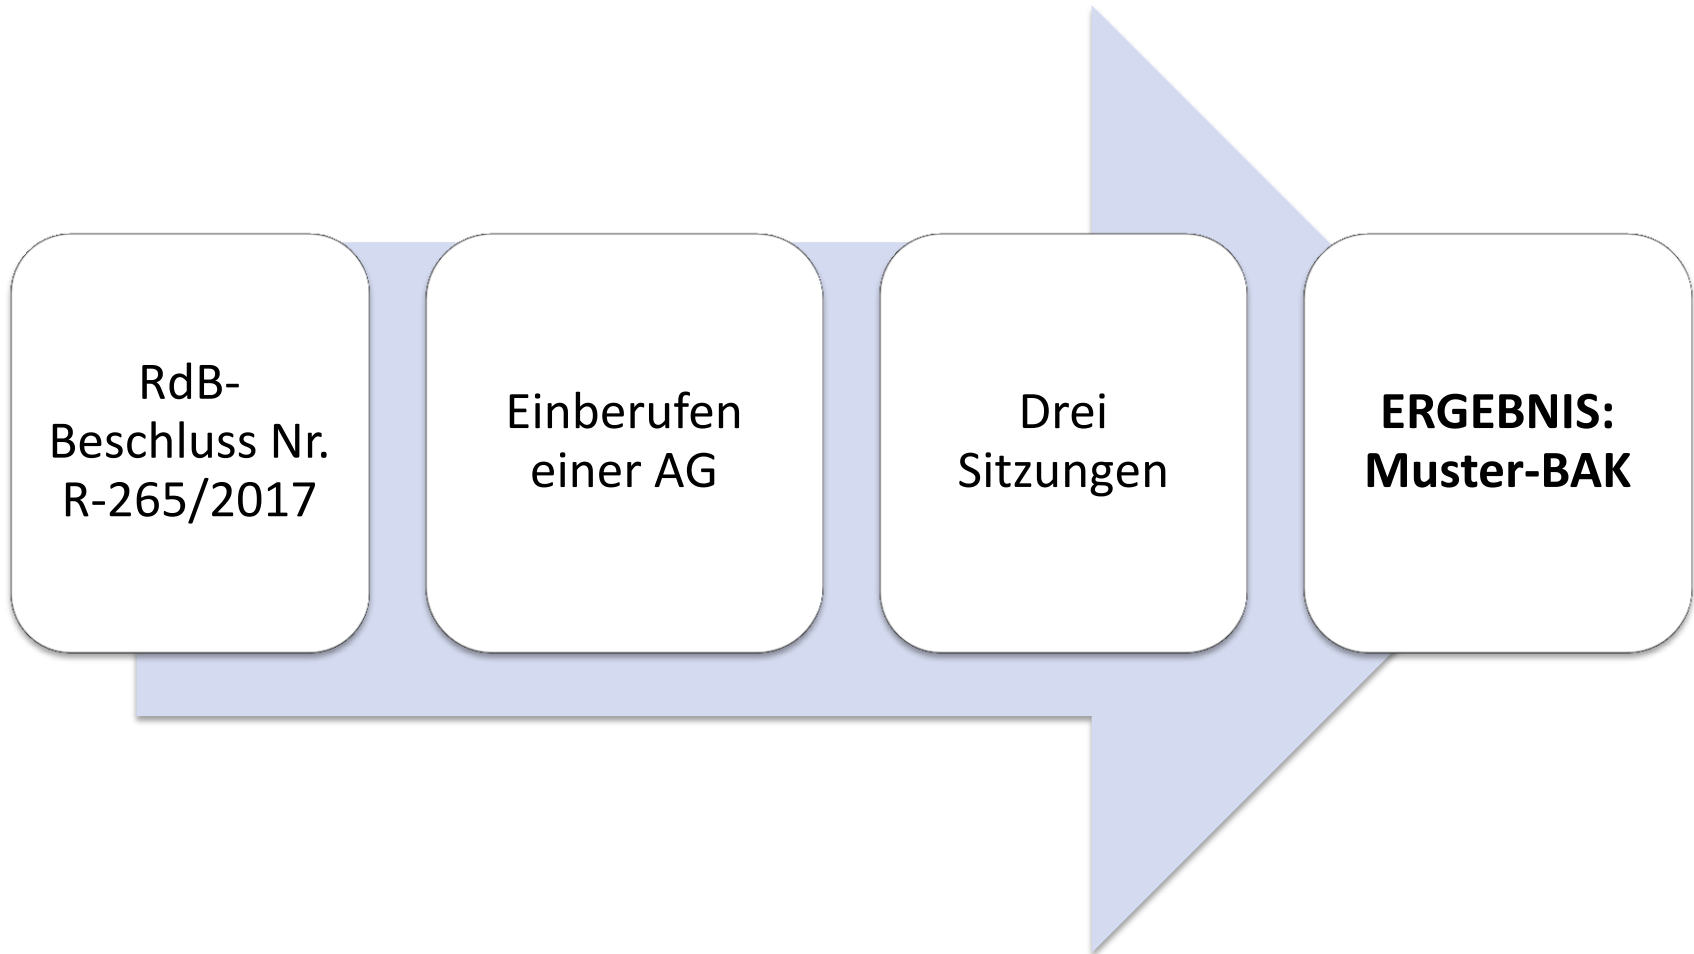 RdB-
Beschluss Nr.
R-265/2017
Einberufen
einer AG
Drei
Sitzungen
ERGEBNIS:
Muster-BAK